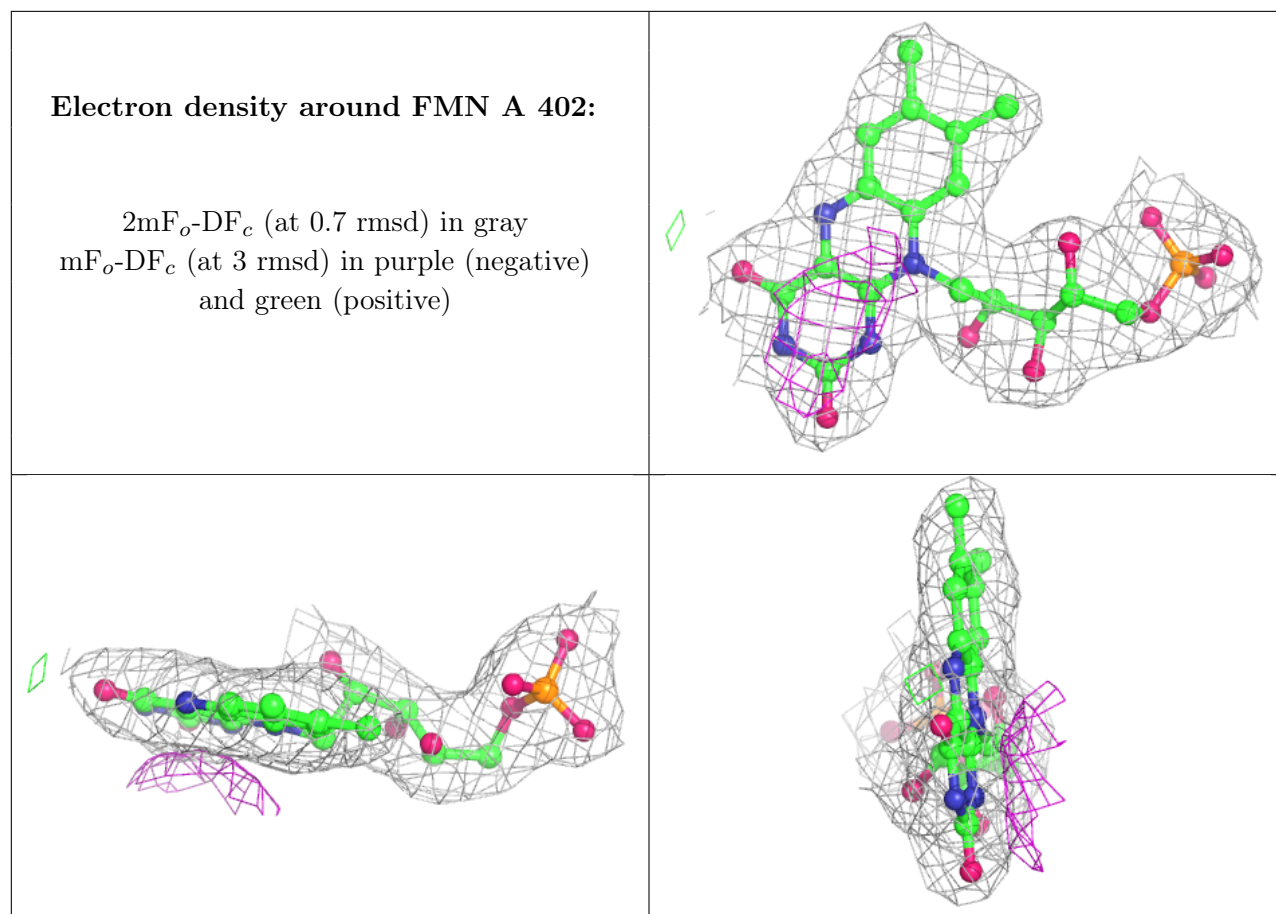 Electron density around FMN A 402:
2mFo-DFc (at 0.7 rmsd) in gray
mFo-DFc (at 3 rmsd) in purple (negative)
and green (positive)